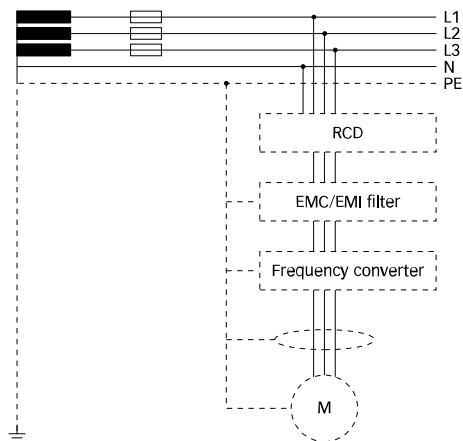 L1
L2
L3
N
PE
RCD
EMC/EMI filter
Frequency converter
M